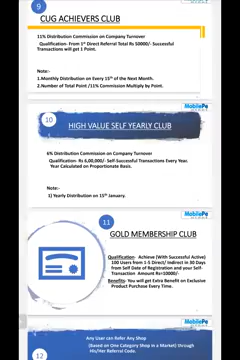 9
CUG ACHIEVERS CLUB
MobilePe
11% Distribution Commission on Company Turnover
Qualification- From 1st Direct Referral Total Rs 50000/- Successful
Transactions will get 1 Point.
Note:-
1.Monthly Distribution on Every 15th of the Next Month.
2.Number of Total Point /11% Commission Multiply by Point.
10
MobilePe
HIGH VALUE SELF YEARLY CLUB
6% Distribution Commission on Company Turnover
Qualification: Rs 6,00,000/- Self-Successful Transactions Every Year.
Year Calculated on Proportionate Basis.
Note:-
1) Yearly Distribution on 15th January.
11
MobilePe
GOLD MEMBERSHIP CLUB
Qualification- Achieve (With Successful Active)
100 Users from 1-5 Direct/ Indirect in 30 Days
from Self Date of Registration and your Self-
Transaction Amount Rs=10000/-
Benefits- You will get Extra Benefit on Exclusive
Product Purchase Every Time.
12
MobilePe
Any User can Refer Any Shop
(Based on One Category Shop in a Market) through
His/Her Referral Code.